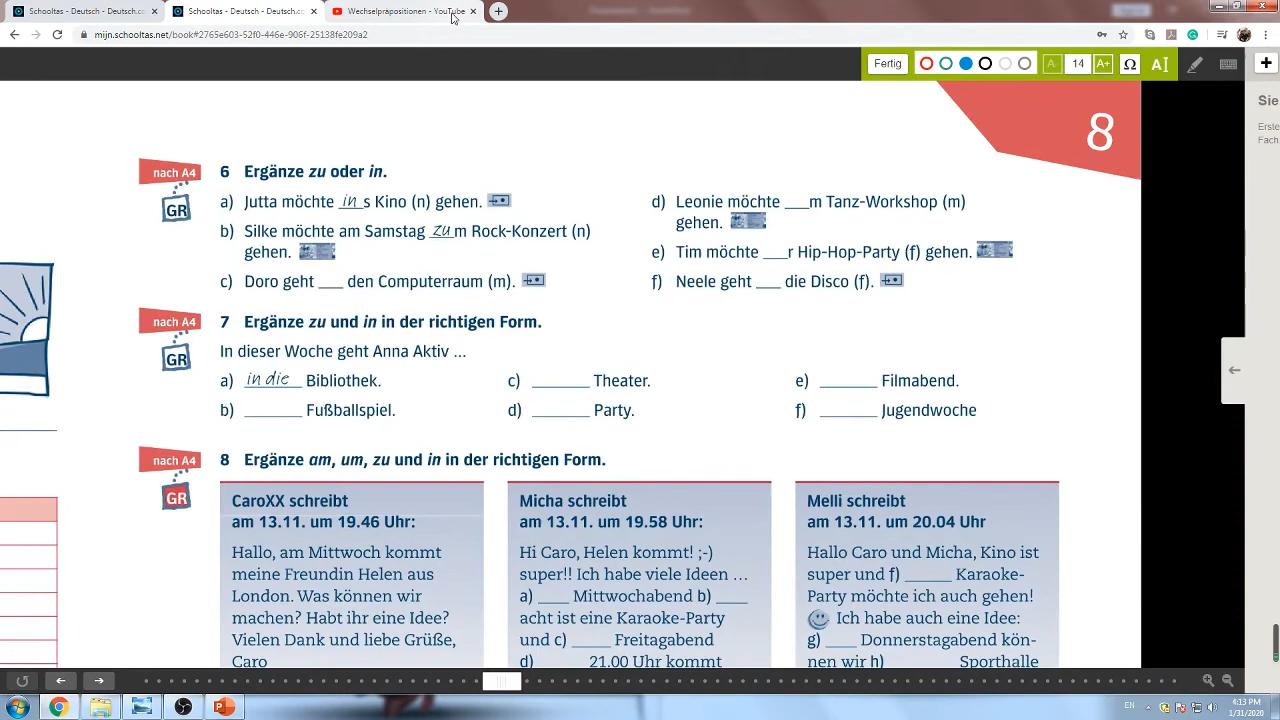 Schooltas - Deutsch - Deutsch.co
Schooltas - Deutsch - Deutsch.co
Wechselpräpositionen - YouTube
mijn.schooltas.net/book#2765e603-52f0-446e-906f-25138fe209a2
Fertig
A-
14
A+
Ω
A
Sie
Erste
Fach
8
nach A4
GR
6 Ergänze zu oder in.
a) Jutta möchte in s Kino (n) gehen.
b) Silke möchte am Samstag zu m Rock-Konzert (n)
gehen.
c) Doro geht ___ den Computerraum (m).
d) Leonie möchte ___m Tanz-Workshop (m)
gehen.
e) Tim möchte ___r Hip-Hop-Party (f) gehen.
f) Neele geht ___ die Disco (f).
nach A4
GR
7 Ergänze zu und in in der richtigen Form.
In dieser Woche geht Anna Aktiv ...
a) in die Bibliothek.
b) _______ Fußballspiel.
c) _______ Theater.
d) _______ Party.
e) _______ Filmabend.
f) _______ Jugendwoche
nach A4
GR
8 Ergänze am, um, zu und in in der richtigen Form.
CaroXX schreibt
am 13.11. um 19.46 Uhr:
Hallo, am Mittwoch kommt
meine Freundin Helen aus
London. Was können wir
machen? Habt ihr eine Idee?
Vielen Dank und liebe Grüße,
Caro
Micha schreibt
am 13.11. um 19.58 Uhr:
Hi Caro, Helen kommt! ;-)
super!! Ich habe viele Ideen ...
a) ____ Mittwochabend b) ____
acht ist eine Karaoke-Party
und c) _____ Freitagabend
d) _____ 21.00 Uhr kommt
Melli schreibt
am 13.11. um 20.04 Uhr
Hallo Caro und Micha, Kino ist
super und f) ______ Karaoke-
Party möchte ich auch gehen!
Ich habe auch eine Idee:
g) ____ Donnerstagabend kön-
nen wir h) ________ Sporthalle
EN
4:13 PM
1/31/2020